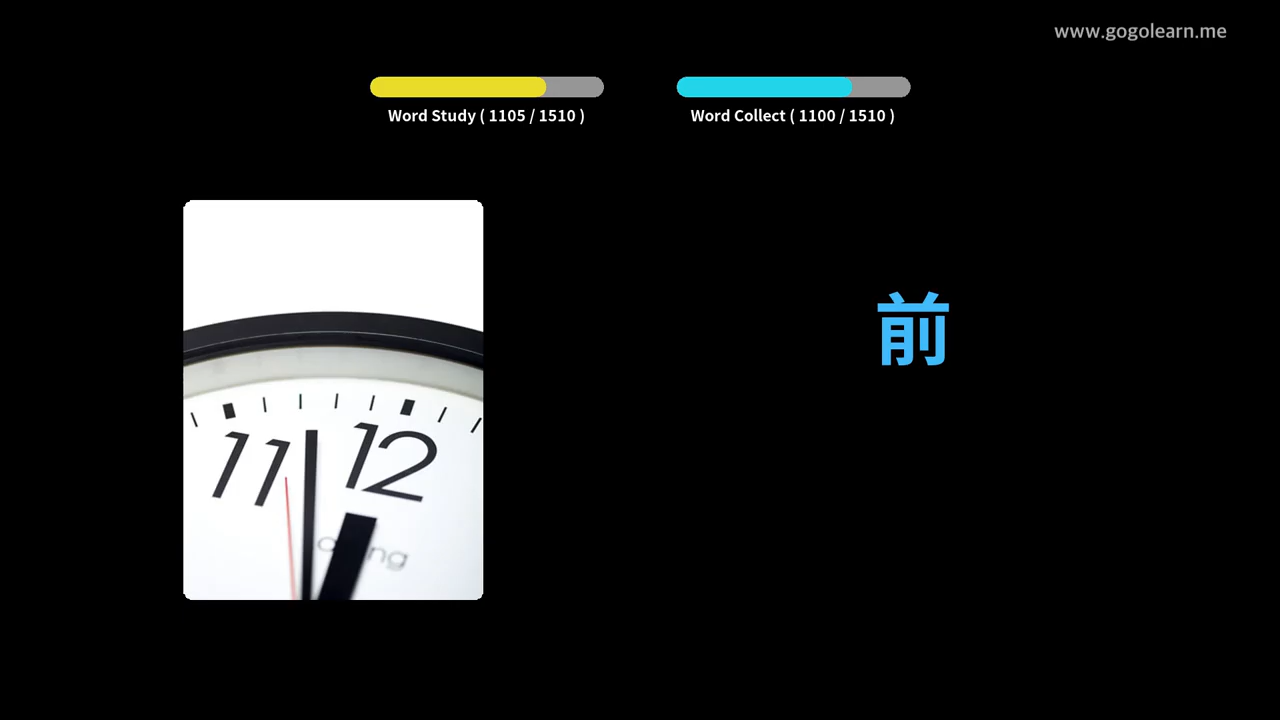 www.gogolearn.me
Word Study ( 1105 / 1510 )
Word Collect ( 1100 / 1510 )
前
11
12